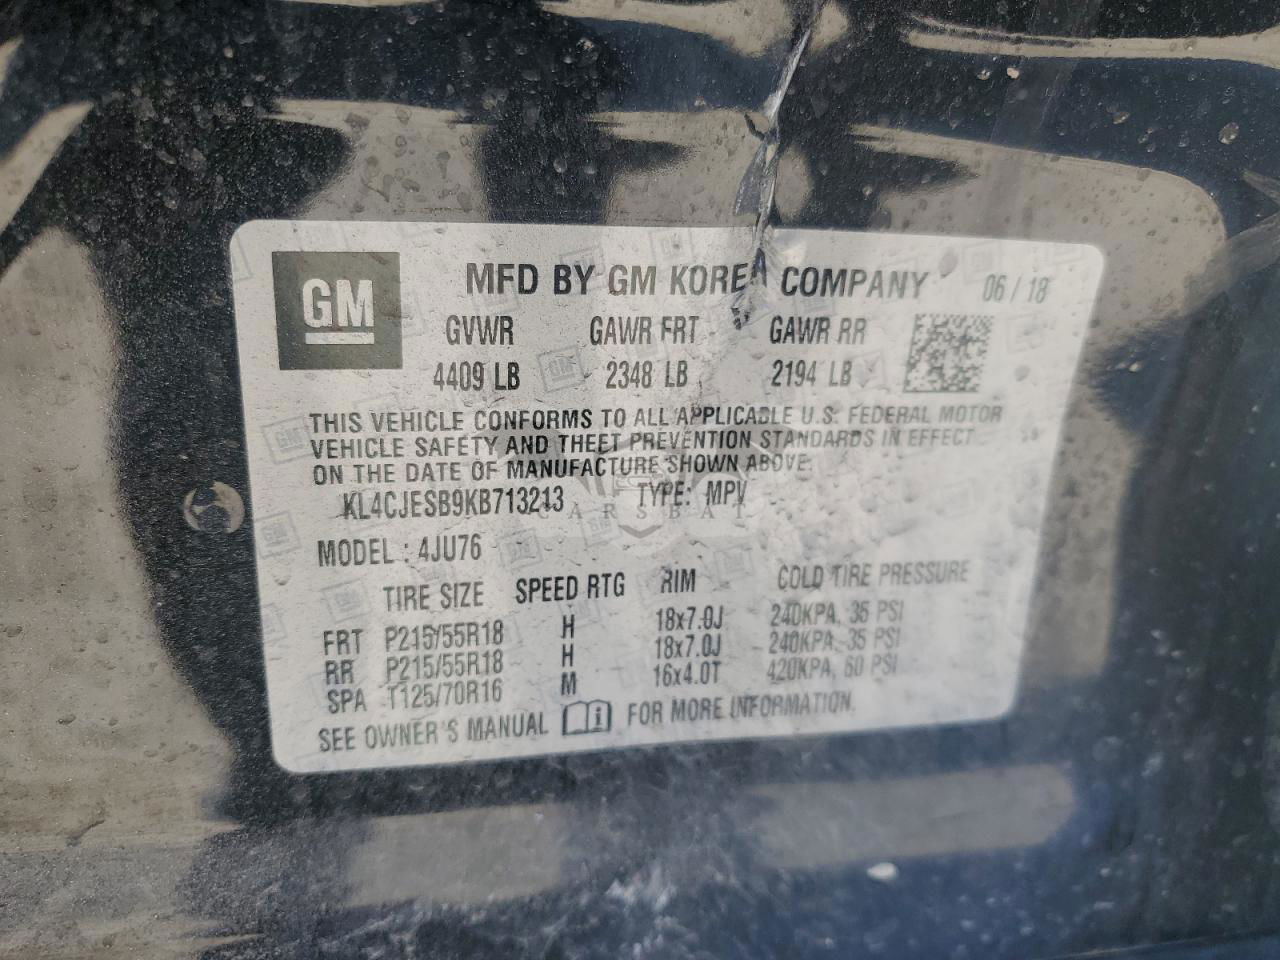 GM
MFD BY GM KOREA COMPANY 06/18
GVWR GAWR FRT GAWR RR
4409 LB 2348 LB 2194 LB
THIS VEHICLE CONFORMS TO ALL APPLICABLE U.S. FEDERAL MOTOR
VEHICLE SAFETY AND THEFT PREVENTION STANDARDS IN EFFECT
ON THE DATE OF MANUFACTURE SHOWN ABOVE.
KL4CJESB9KB713213 TYPE: MPV
CARSBAT
MODEL : 4JU76
TIRE SIZE SPEED RTG RIM COLD TIRE PRESSURE
FRT P215/55R18 H 18x7.0J 240KPA, 35 PSI
RR P215/55R18 H 18x7.0J 240KPA, 35 PSI
SPA T125/70R16 M 16x4.0T 420KPA, 60 PSI
SEE OWNER'S MANUAL i FOR MORE INFORMATION.